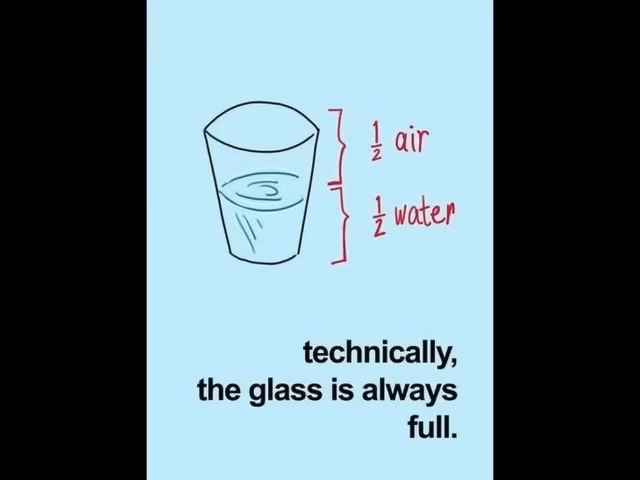 ½ air
½ water
technically,
the glass is always
full.